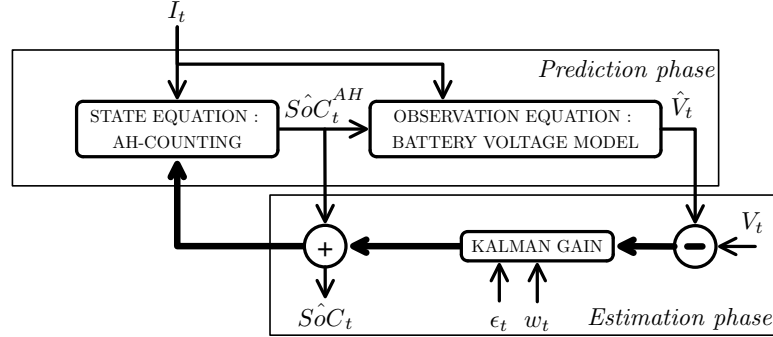 I_t
Prediction phase
STATE EQUATION :
AH-COUNTING
SôC_t^{AH}
OBSERVATION EQUATION :
BATTERY VOLTAGE MODEL
V̂_t
V_t
+
KALMAN GAIN
−
SôC_t
ϵ_t
w_t
Estimation phase